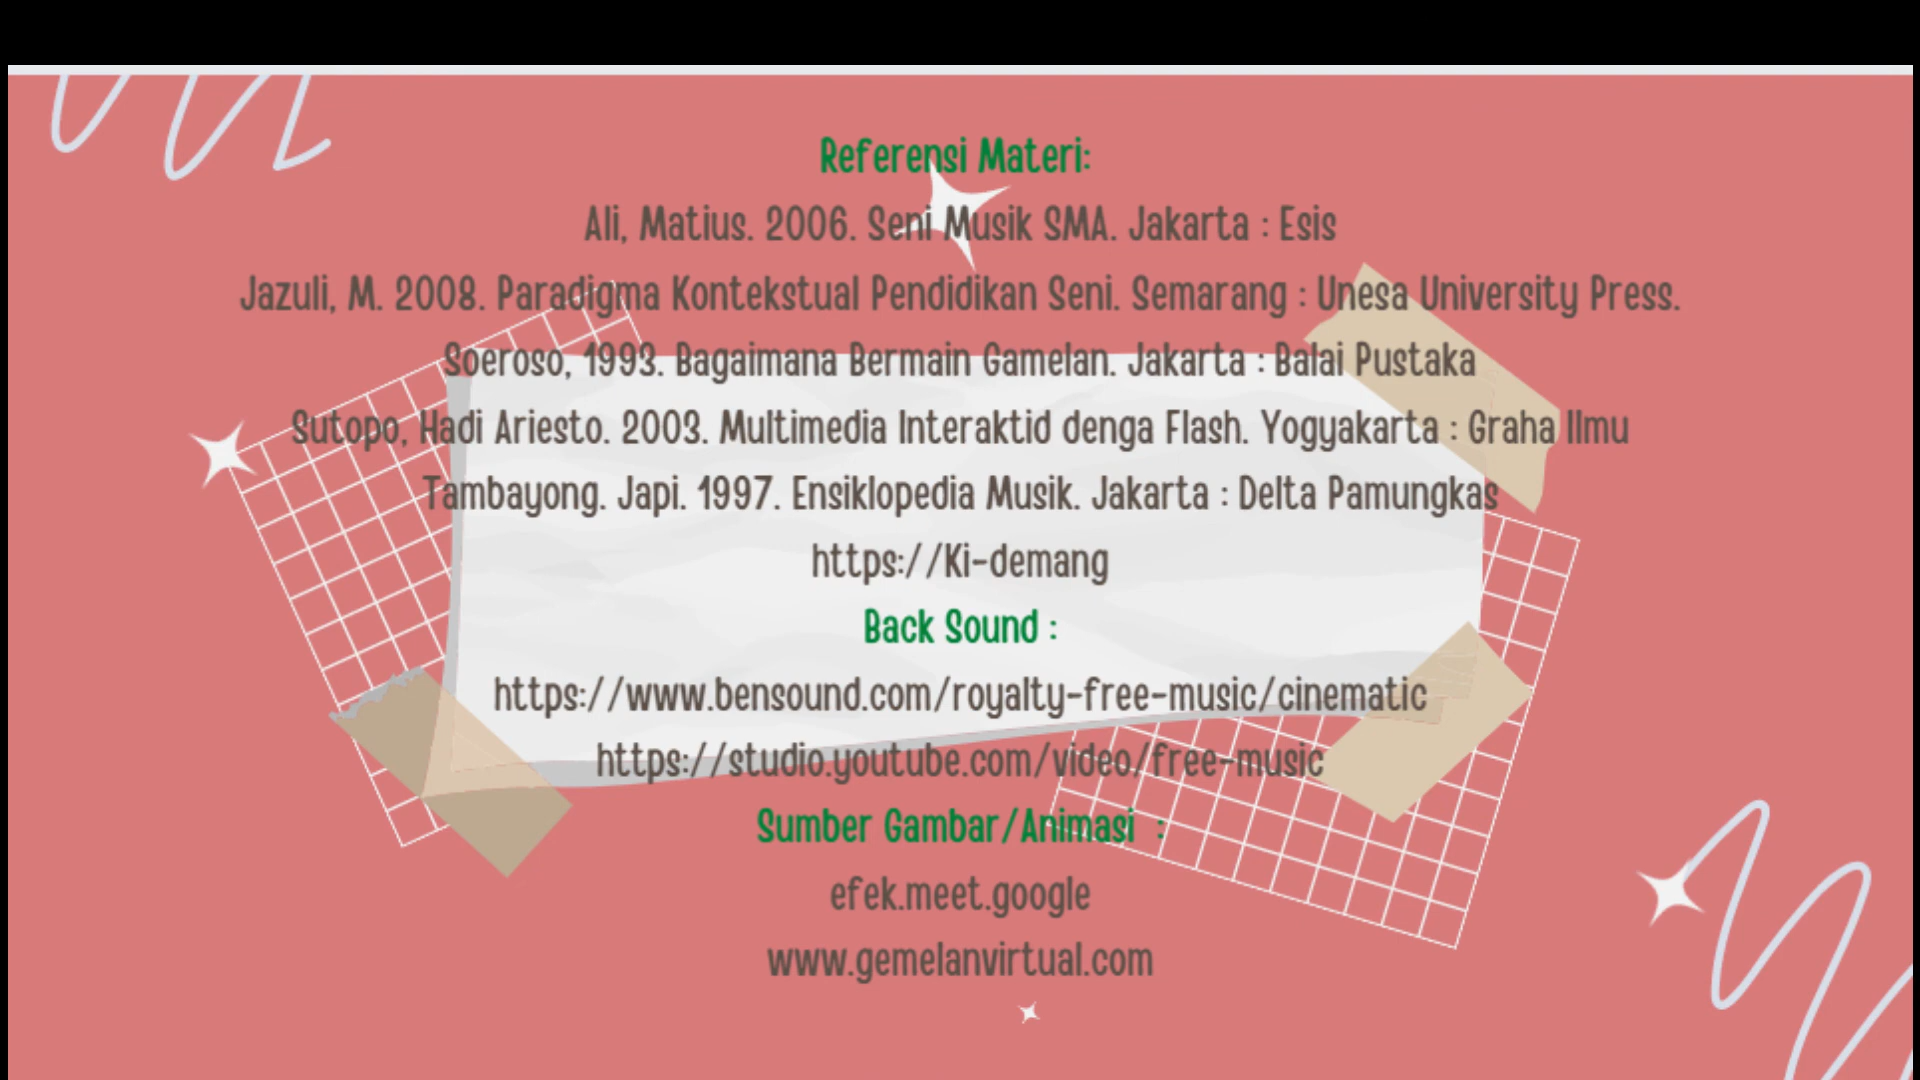 Referensi Materi:
Ali, Matius. 2006. Seni Musik SMA. Jakarta : Esis
Jazuli, M. 2008. Paradigma Kontekstual Pendidikan Seni. Semarang : Unesa University Press.
Soeroso, 1993. Bagaimana Bermain Gamelan. Jakarta : Balai Pustaka
Sutopo, Hadi Ariesto. 2003. Multimedia Interaktid denga Flash. Yogyakarta : Graha Ilmu
Tambayong. Japi. 1997. Ensiklopedia Musik. Jakarta : Delta Pamungkas
https://Ki-demang
Back Sound :
https://www.bensound.com/royalty-free-music/cinematic
https://studio.youtube.com/video/free-music
Sumber Gambar/Animasi :
efek.meet.google
www.gemelanvirtual.com